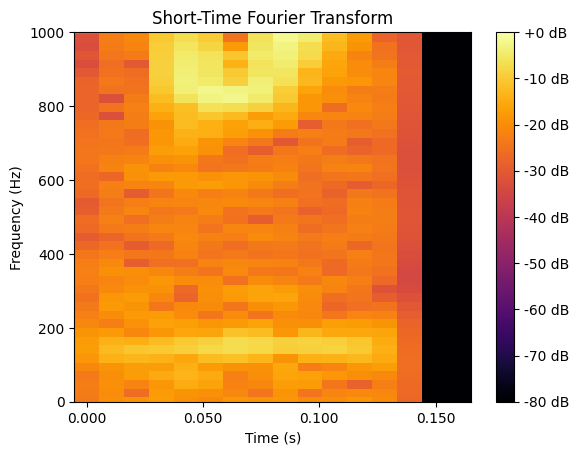 Short-Time Fourier Transform
1000
800
600
400
200
0
Frequency (Hz)
0.000
0.050
0.100
0.150
Time (s)
+0 dB
-10 dB
-20 dB
-30 dB
-40 dB
-50 dB
-60 dB
-70 dB
-80 dB